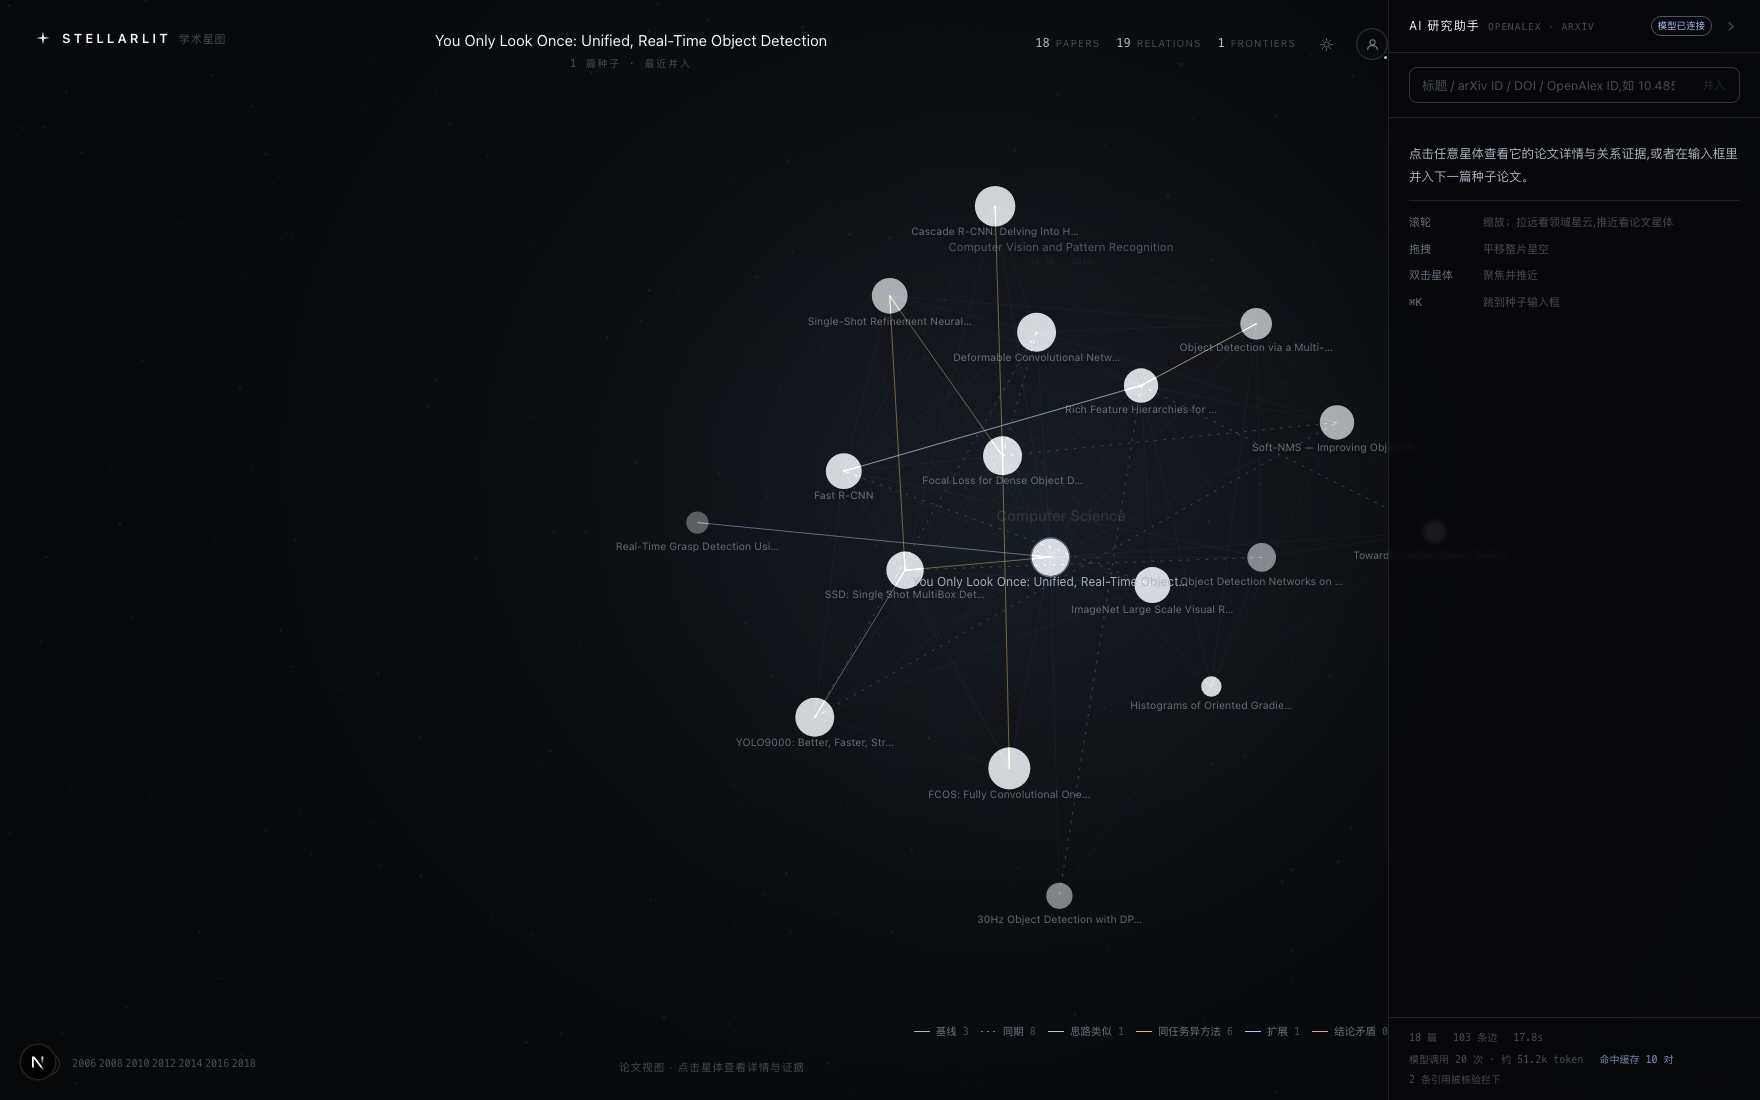 STELLARLIT 学术星图
You Only Look Once: Unified, Real-Time Object Detection
1 篇种子 · 最近并入
18 PAPERS 19 RELATIONS 1 FRONTIERS
AI 研究助手 OPENALEX · ARXIV
模型已连接
标题 / arXiv ID / DOI / OpenAlex ID,如 10.485
并入
点击任意星体查看它的论文详情与关系证据,或者在输入框里
并入下一篇种子论文。
滚轮 缩放: 拉远看领域星云,推近看论文星体
拖拽 平移整片星空
双击星体 聚焦并推近
⌘K 跳到种子输入框
Cascade R-CNN: Delving Into H...
Computer Vision and Pattern Recognition
Single-Shot Refinement Neural...
Deformable Convolutional Netw...
Object Detection via a Multi-...
Rich Feature Hierarchies for ...
Soft-NMS — Improving Obj
Focal Loss for Dense Object D...
Fast R-CNN
Computer Science
Real-Time Grasp Detection Usi...
Toward
You Only Look Once: Unified, Real-Time Object...
Object Detection Networks on ...
SSD: Single Shot MultiBox Det...
ImageNet Large Scale Visual R...
Histograms of Oriented Gradie...
YOLO9000: Better, Faster, Str...
FCOS: Fully Convolutional One...
30Hz Object Detection with DP...
基线 3 同期 8 思路类似 1 同任务异方法 6 扩展 1 结论矛盾 0
N
2006 2008 2010 2012 2014 2016 2018
论文视图 · 点击星体查看详情与证据
18 篇 103 条边 17.8s
模型调用 20 次 · 约 51.2k token 命中缓存 10 对
2 条引用被核验拦下